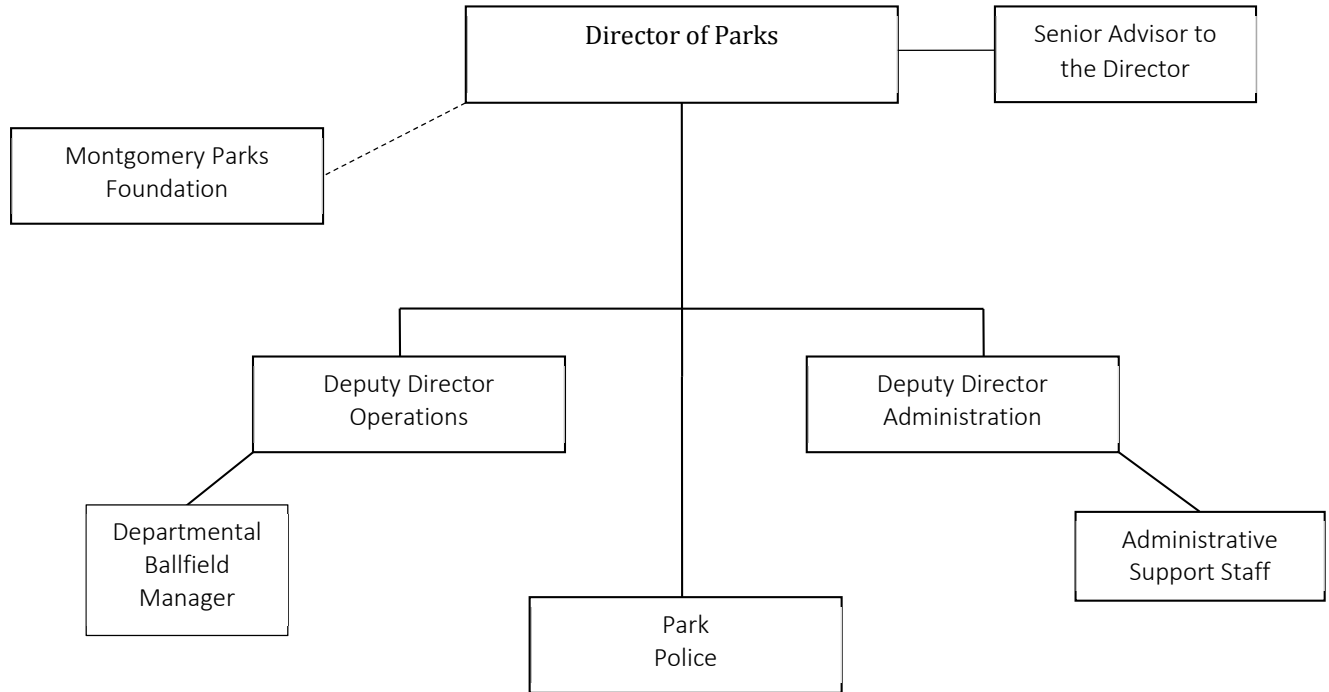 Director of Parks
Senior Advisor to
the Director
Montgomery Parks
Foundation
Deputy Director
Operations
Deputy Director
Administration
Departmental
Ballfield
Manager
Administrative
Support Staff
Park
Police